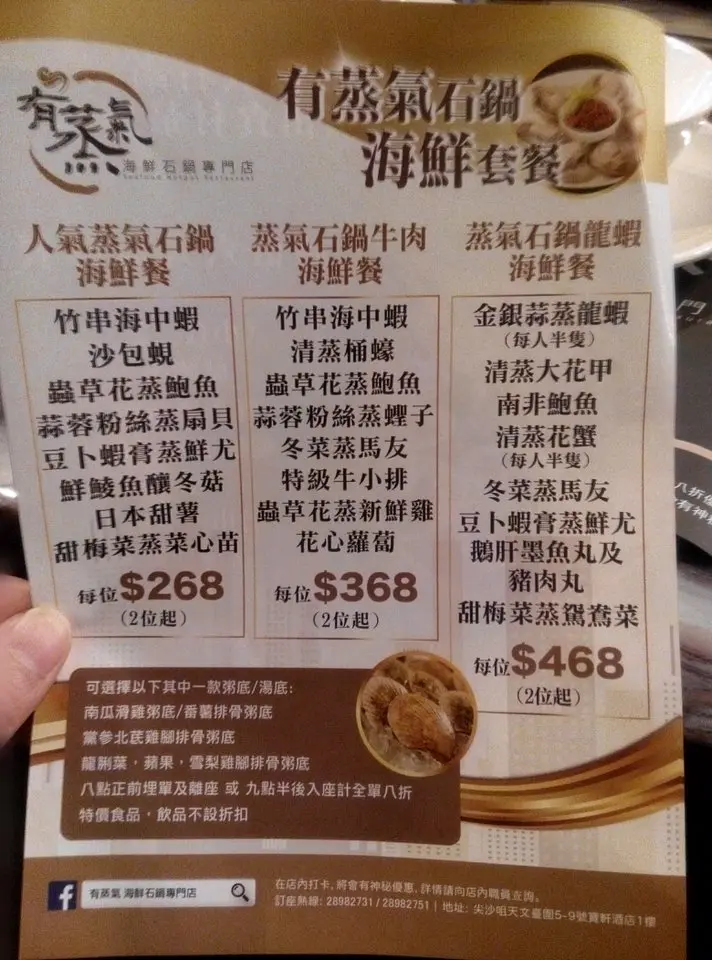 有蒸氣
海鮮石鍋專門店
有蒸氣石鍋
海鮮套餐
人氣蒸氣石鍋
海鮮餐
竹串海中蝦
沙包蜆
蟲草花蒸鮑魚
蒜蓉粉絲蒸扇貝
豆卜蝦膏蒸鮮尤
鮮鯪魚釀冬菇
日本甜薯
甜梅菜蒸菜心苗
每位$268
(2位起)
蒸氣石鍋牛肉
海鮮餐
竹串海中蝦
清蒸桶蠔
蟲草花蒸鮑魚
蒜蓉粉絲蒸蟶子
冬菜蒸馬友
特級牛小排
蟲草花蒸新鮮雞
花心蘿蔔
每位$368
(2位起)
蒸氣石鍋龍蝦
海鮮餐
金銀蒜蒸龍蝦
(每人半隻)
清蒸大花甲
南非鮑魚
清蒸花蟹
(每人半隻)
冬菜蒸馬友
豆卜蝦膏蒸鮮尤
鵝肝墨魚丸及
豬肉丸
甜梅菜蒸鴛鴦菜
每位$468
(2位起)
可選擇以下其中一款粥底/湯底:
南瓜滑雞粥底/番薯排骨粥底
黨參北芪雞腳排骨粥底
龍脷葉，蘋果，雪梨雞腳排骨粥底
八點正前埋單及離座 或 九點半後入座計全單八折
特價食品，飲品不設折扣
有蒸氣 海鮮石鍋專門店
在店內打卡,將會有神秘優惠,詳情請向店內職員查詢。
訂座熱線: 28982731 / 28982751 | 地址: 尖沙咀天文臺圍5-9號寶軒酒店1樓
門
八折
有神